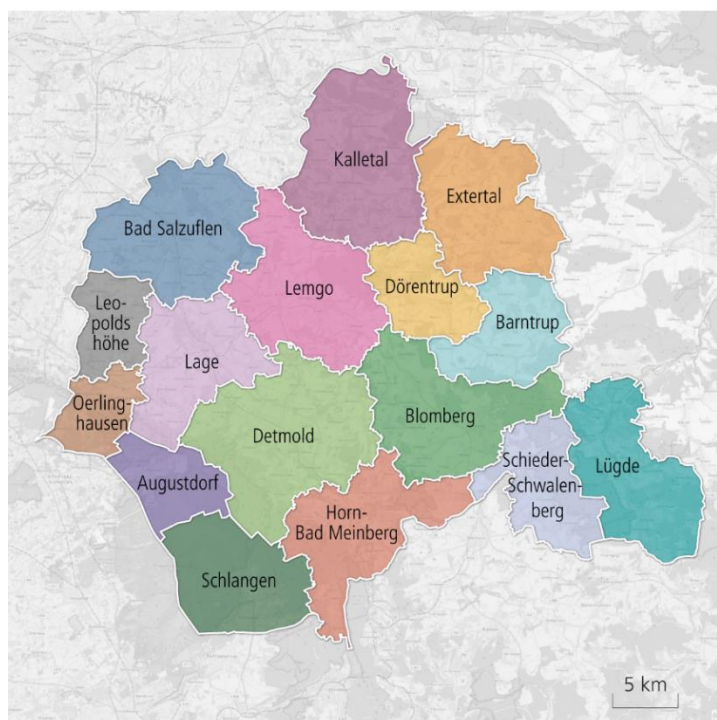 Kalletal
Extertal
Bad Salzuflen
Lemgo
Dörentrup
Leo-
polds
höhe
Barntrup
Lage
Oerling-
hausen
Blomberg
Detmold
Schieder-
Schwalen-
berg
Lügde
Augustdorf
Horn-
Bad Meinberg
Schlangen
5 km